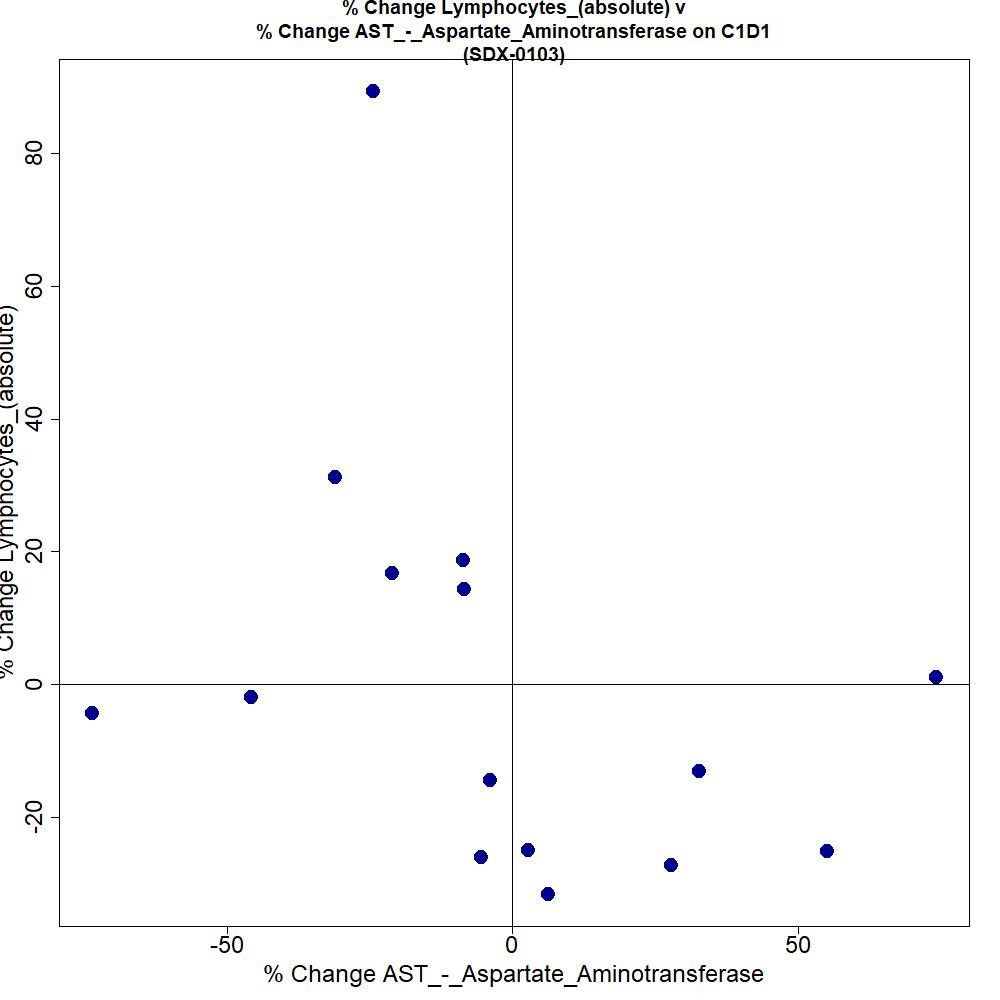 % Change Lymphocytes_(absolute) v
% Change AST_-_Aspartate_Aminotransferase on C1D1
(SDX-0103)
% Change Lymphocytes_(absolute)
80
60
40
20
0
-20
-50
0
50
% Change AST_-_Aspartate_Aminotransferase